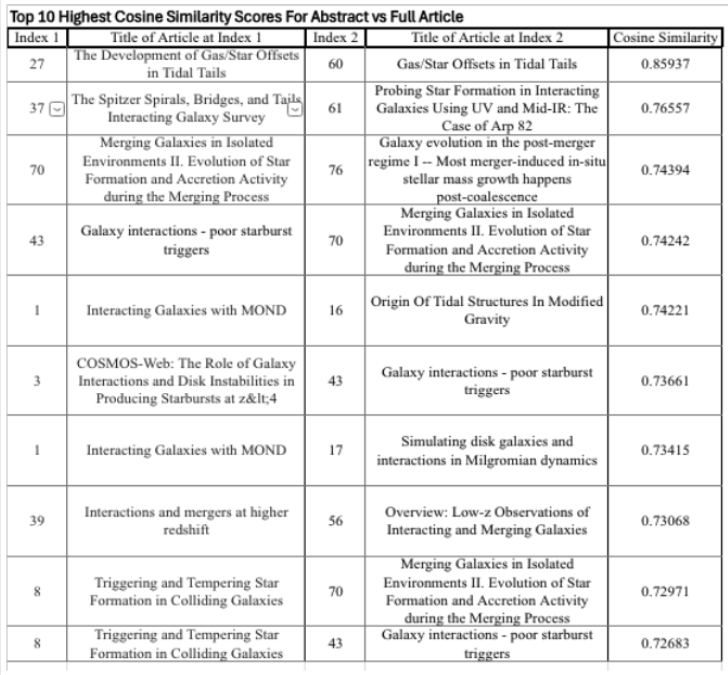 Top 10 Highest Cosine Similarity Scores For Abstract vs Full Article
Index 1 Title of Article at Index 1 Index 2 Title of Article at Index 2 Cosine Similarity
27 The Development of Gas/Star Offsets
in Tidal Tails 60 Gas/Star Offsets in Tidal Tails 0.85937
37 The Spitzer Spirals, Bridges, and Tails
Interacting Galaxy Survey 61 Probing Star Formation in Interacting
Galaxies Using UV and Mid-IR: The
Case of Arp 82 0.76557
70 Merging Galaxies in Isolated
Environments II. Evolution of Star
Formation and Accretion Activity
during the Merging Process 76 Galaxy evolution in the post-merger
regime I -- Most merger-induced in-situ
stellar mass growth happens
post-coalescence 0.74394
43 Galaxy interactions - poor starburst
triggers 70 Merging Galaxies in Isolated
Environments II. Evolution of Star
Formation and Accretion Activity
during the Merging Process 0.74242
1 Interacting Galaxies with MOND 16 Origin Of Tidal Structures In Modified
Gravity 0.74221
3 COSMOS-Web: The Role of Galaxy
Interactions and Disk Instabilities in
Producing Starbursts at z&lt;4 43 Galaxy interactions - poor starburst
triggers 0.73661
1 Interacting Galaxies with MOND 17 Simulating disk galaxies and
interactions in Milgromian dynamics 0.73415
39 Interactions and mergers at higher
redshift 56 Overview: Low-z Observations of
Interacting and Merging Galaxies 0.73068
8 Triggering and Tempering Star
Formation in Colliding Galaxies 70 Merging Galaxies in Isolated
Environments II. Evolution of Star
Formation and Accretion Activity
during the Merging Process 0.72971
8 Triggering and Tempering Star
Formation in Colliding Galaxies 43 Galaxy interactions - poor starburst
triggers 0.72683